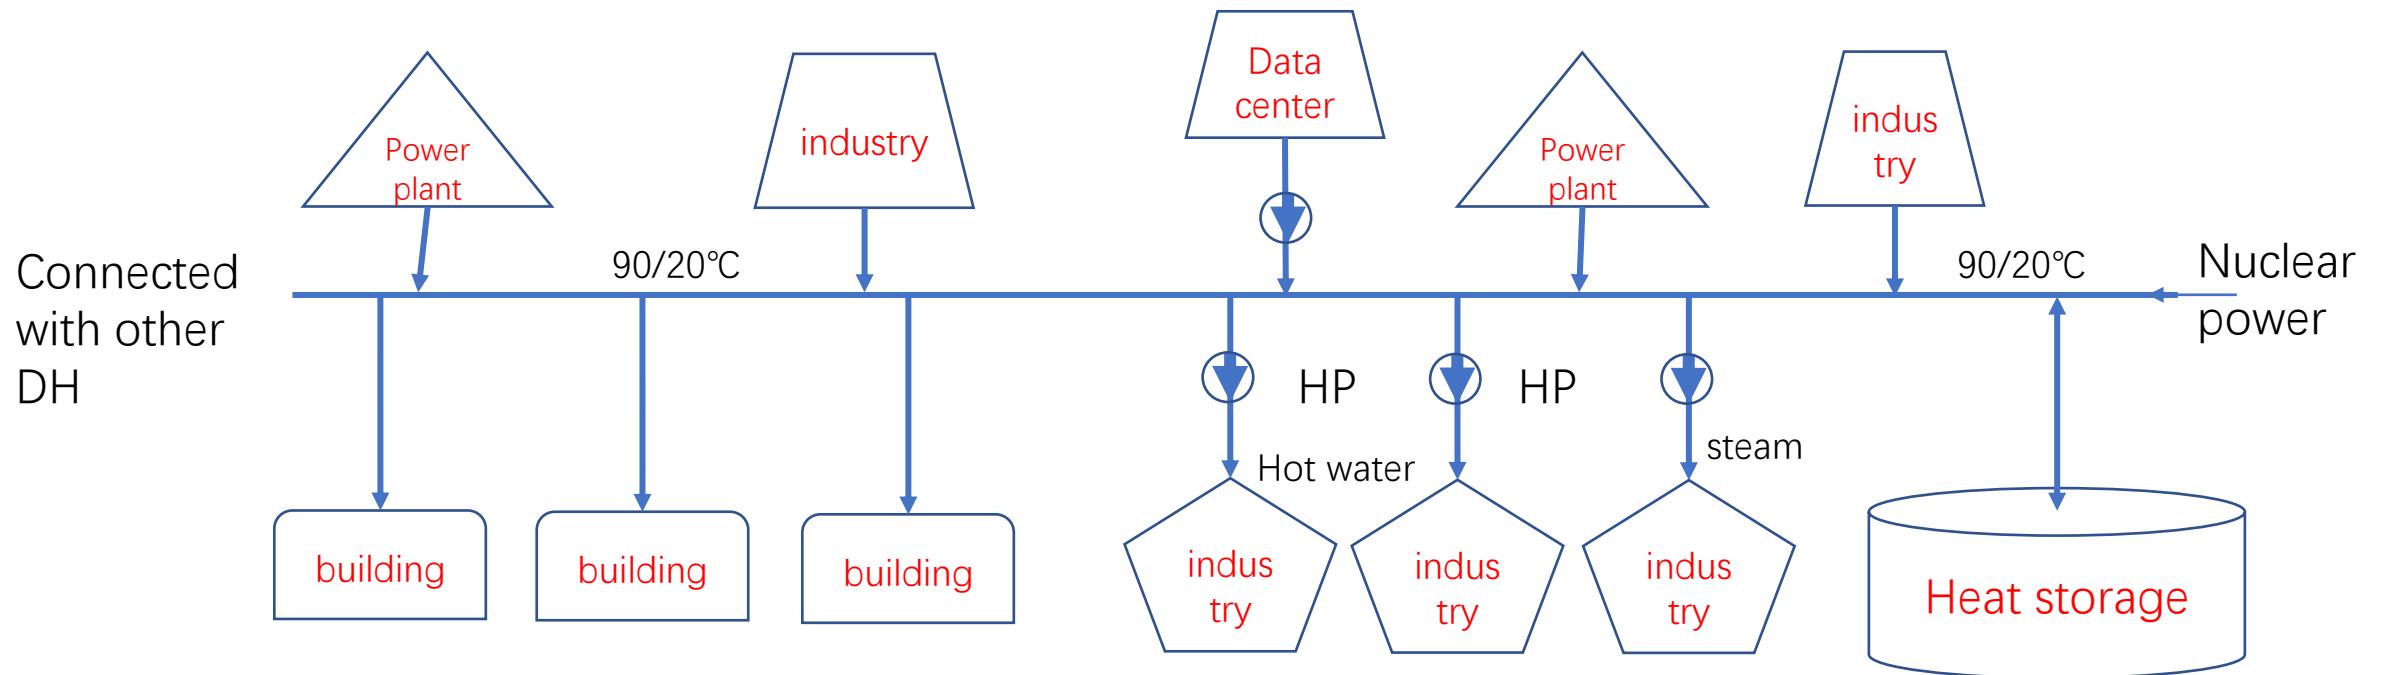 Data
center
Power
plant
industry
Power
plant
indus
try
Connected
with other
DH
90/20℃
90/20℃
Nuclear
power
HP
HP
Hot water
steam
building
building
building
indus
try
indus
try
indus
try
Heat storage